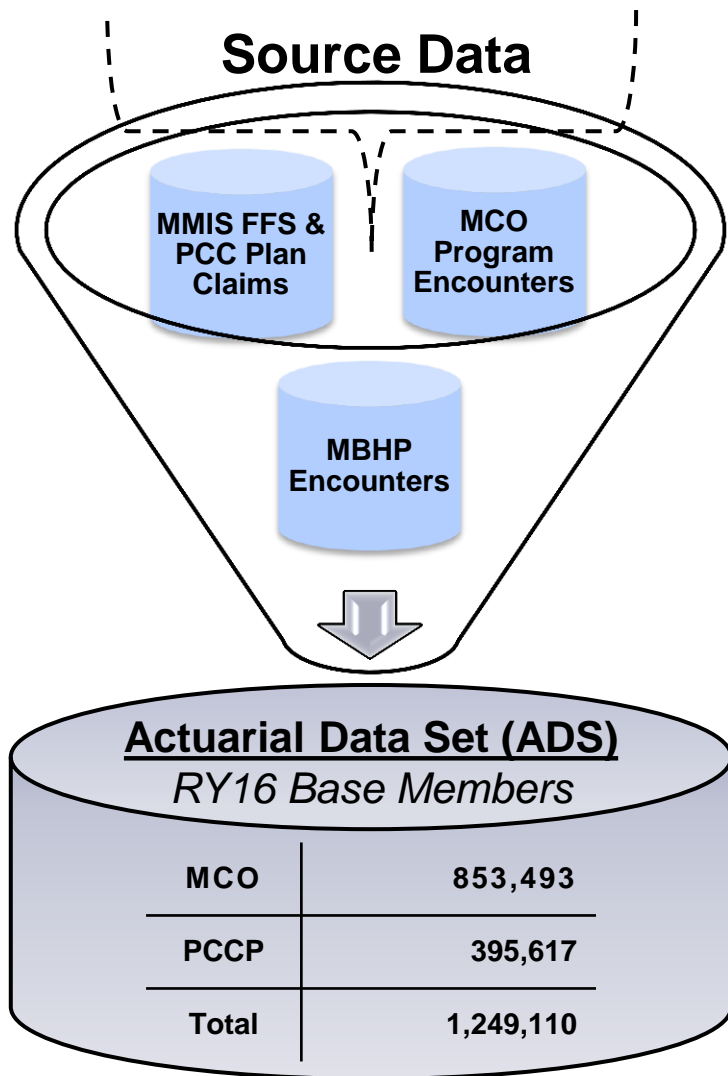 Source Data
MMIS FFS &
PCC Plan
Claims
MCO
Program
Encounters
MBHP
Encounters
Actuarial Data Set (ADS)
RY16 Base Members
MCO 853,493
PCCP 395,617
Total 1,249,110